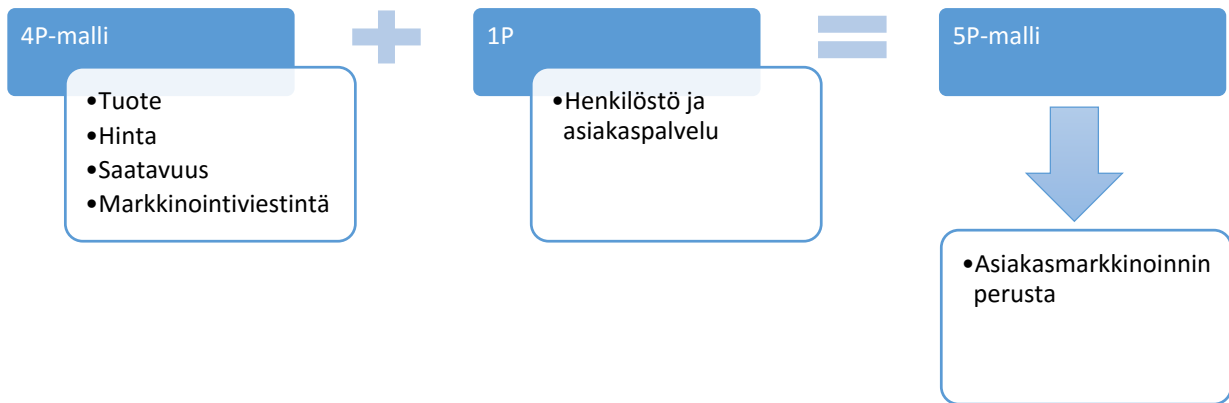 4P-malli
•Tuote
•Hinta
•Saatavuus
•Markkinointiviestintä
1P
•Henkilöstö ja
asiakaspalvelu
5P-malli
•Asiakasmarkkinoinnin
perusta